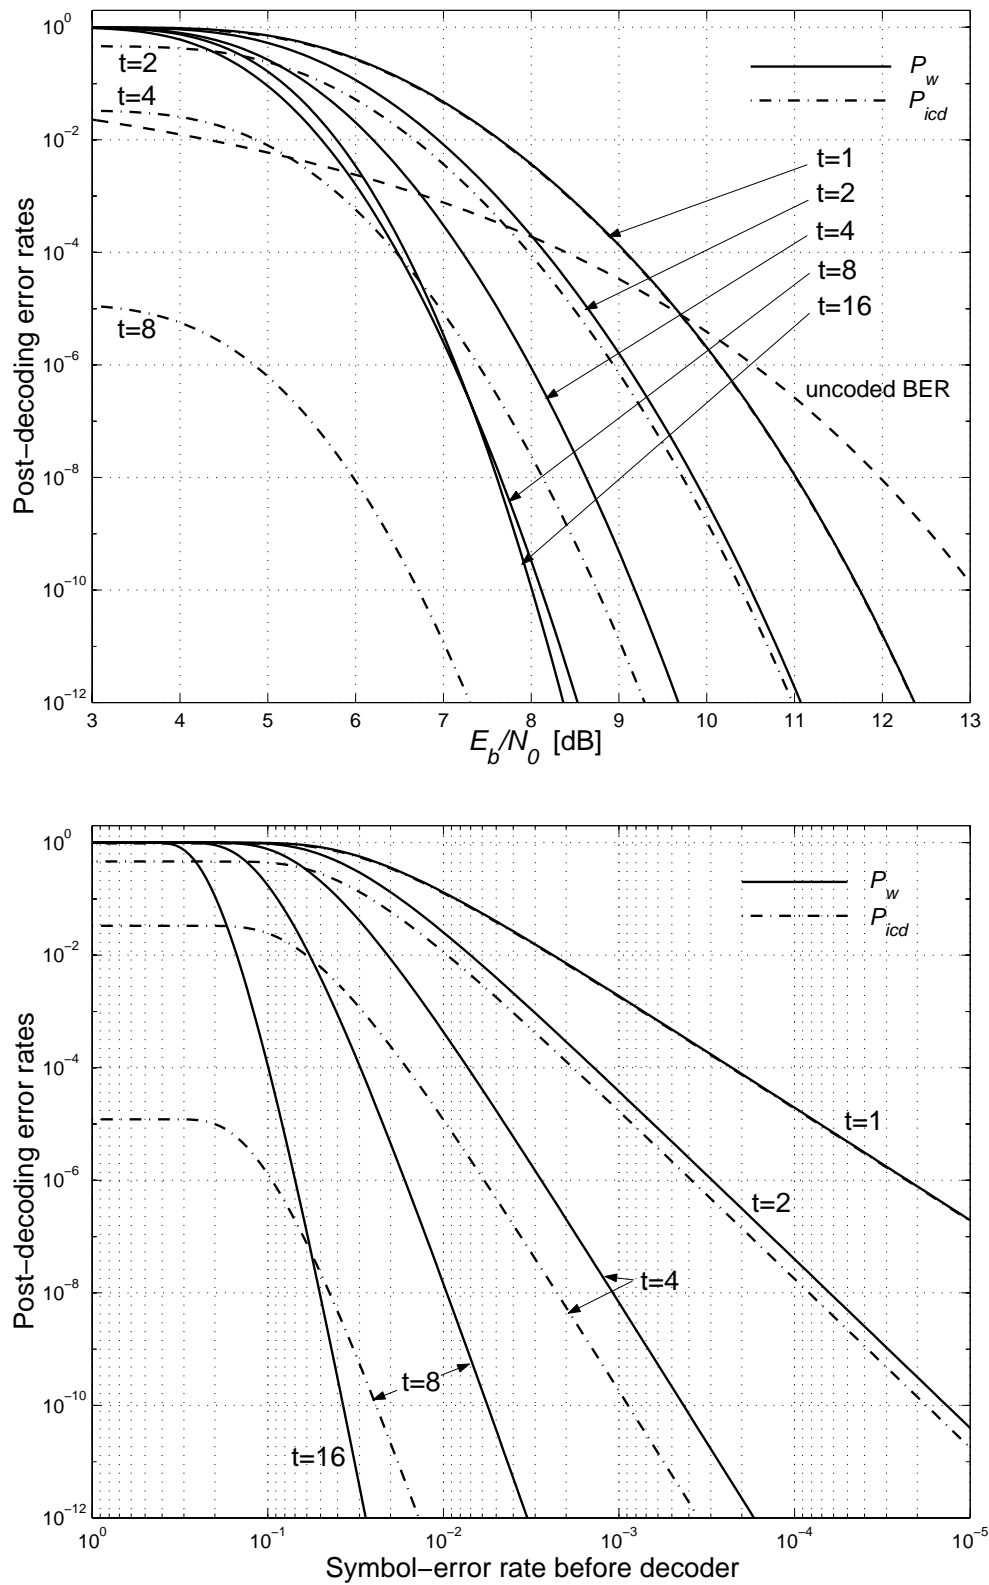 10^0
10^-2
10^-4
10^-6
10^-8
10^-10
10^-12
Post-decoding error rates
t=2
t=4
t=8
P_w
P_icd
t=1
t=2
t=4
t=8
t=16
uncoded BER
3 4 5 6 7 8 9 10 11 12 13
E_b/N_0 [dB]
10^0
10^-2
10^-4
10^-6
10^-8
10^-10
10^-12
Post-decoding error rates
P_w
P_icd
t=1
t=2
t=4
t=8
t=16
10^0 10^-1 10^-2 10^-3 10^-4 10^-5
Symbol-error rate before decoder